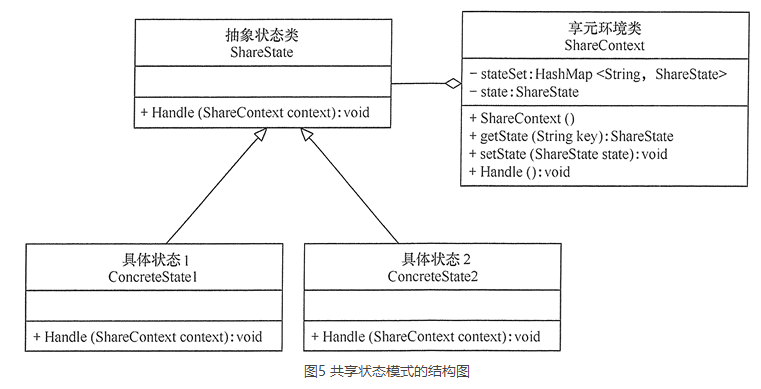 抽象状态类
ShareState
+ Handle (ShareContext context): void
享元环境类
ShareContext
− stateSet: HashMap <String, ShareState>
− state: ShareState
+ ShareContext ()
+ getState (String key): ShareState
+ setState (ShareState state): void
+ Handle (): void
具体状态 1
ConcreteState1
+ Handle (ShareContext context): void
具体状态 2
ConcreteState2
+ Handle (ShareContext context): void
图5 共享状态模式的结构图